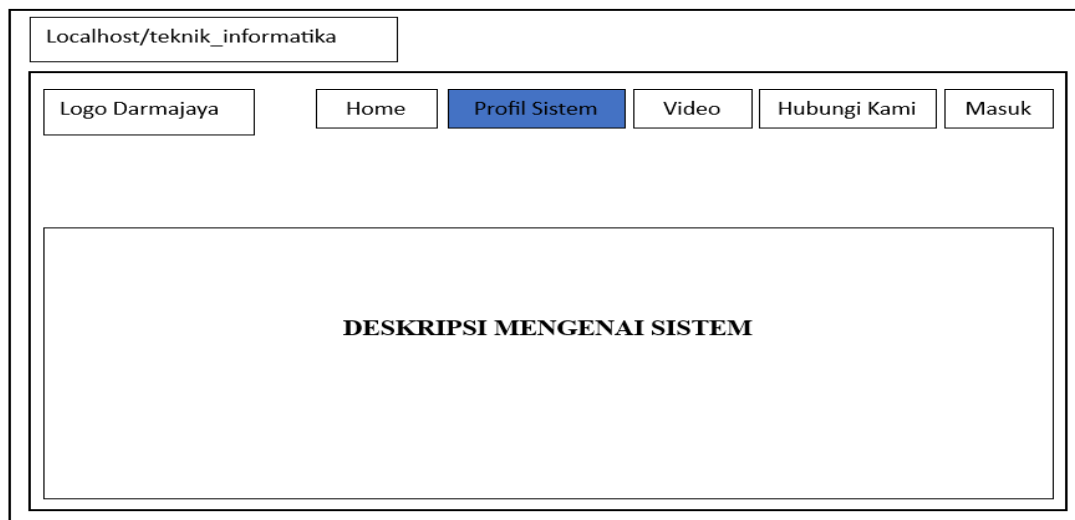 Localhost/teknik_informatika
Logo Darmajaya Home Profil Sistem Video Hubungi Kami Masuk
DESKRIPSI MENGENAI SISTEM